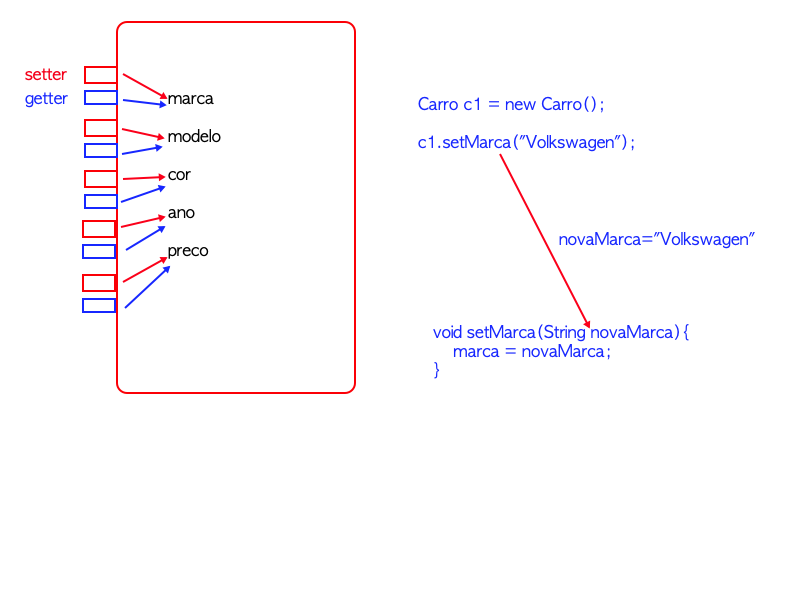 setter
getter
marca
modelo
cor
ano
preco
Carro c1 = new Carro();
c1.setMarca("Volkswagen");
novaMarca="Volkswagen"
void setMarca(String novaMarca){
marca = novaMarca;
}